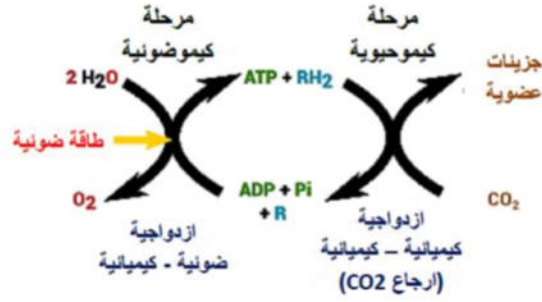 مرحلة
كيموضوئية
مرحلة
كيموحيوية
2 H2O
ATP + RH2
جزيئات
عضوية
طاقة ضوئية
O2
ADP + Pi
+ R
CO2
ازدواجية
ضوئية - كيميائية
ازدواجية
كيميائية – كيميائية
(ارجاع CO2)